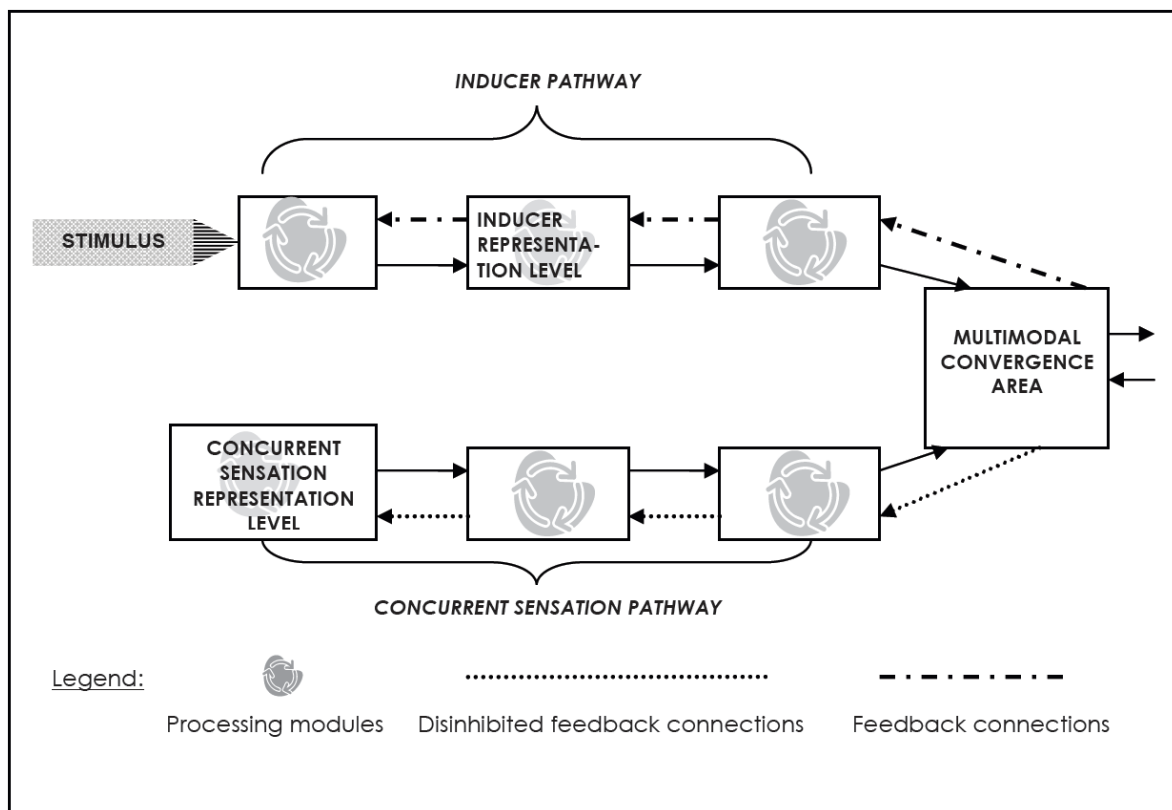 INDUCER PATHWAY
STIMULUS
INDUCER
REPRESENTA-
TION LEVEL
MULTIMODAL
CONVERGENCE
AREA
CONCURRENT
SENSATION
REPRESENTATION
LEVEL
CONCURRENT SENSATION PATHWAY
Legend:
Processing modules
Disinhibited feedback connections
Feedback connections